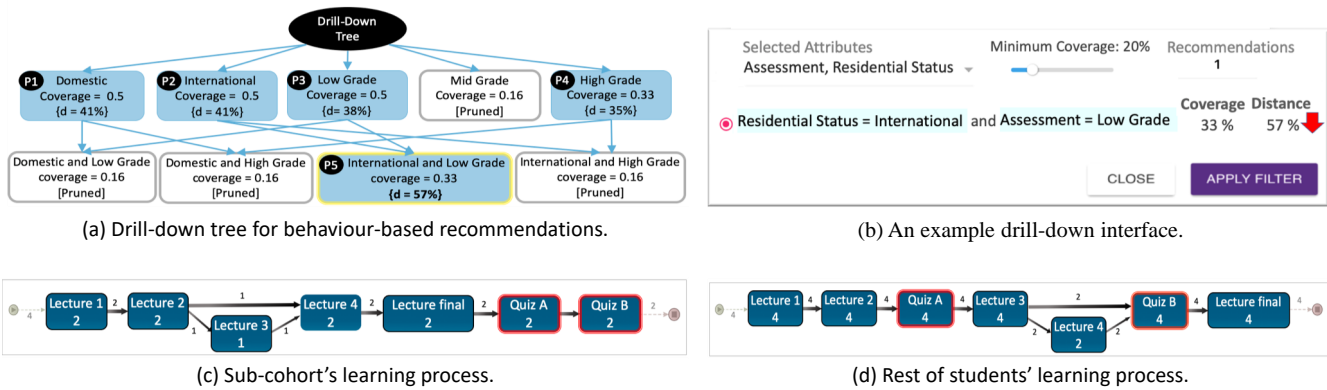 Drill-Down
Tree
P1 Domestic
Coverage = 0.5
{d = 41%}
P2 International
Coverage = 0.5
{d = 41%}
P3 Low Grade
Coverage = 0.5
{d= 38%}
Mid Grade
Coverage = 0.16
[Pruned]
P4 High Grade
Coverage = 0.33
{d = 35%}
Domestic and Low Grade
coverage = 0.16
[Pruned]
Domestic and High Grade
coverage = 0.16
[Pruned]
P5 International and Low Grade
coverage = 0.33
{d = 57%}
International and High Grade
coverage = 0.16
[Pruned]
(a) Drill-down tree for behaviour-based recommendations.
Selected Attributes
Assessment, Residential Status
Minimum Coverage: 20%
Recommendations
1
Coverage Distance
Residential Status = International and Assessment = Low Grade
33 % 57 %
CLOSE
APPLY FILTER
(b) An example drill-down interface.
4
Lecture 1
2
2
Lecture 2
2
1
1
Lecture 3
1
1
Lecture 4
2
2
Lecture final
2
2
Quiz A
2
2
Quiz B
2
2
(c) Sub-cohort's learning process.
4
Lecture 1
4
4
Lecture 2
4
4
Quiz A
4
4
Lecture 3
4
2
2
Lecture 4
2
2
Quiz B
4
4
Lecture final
4
4
(d) Rest of students' learning process.